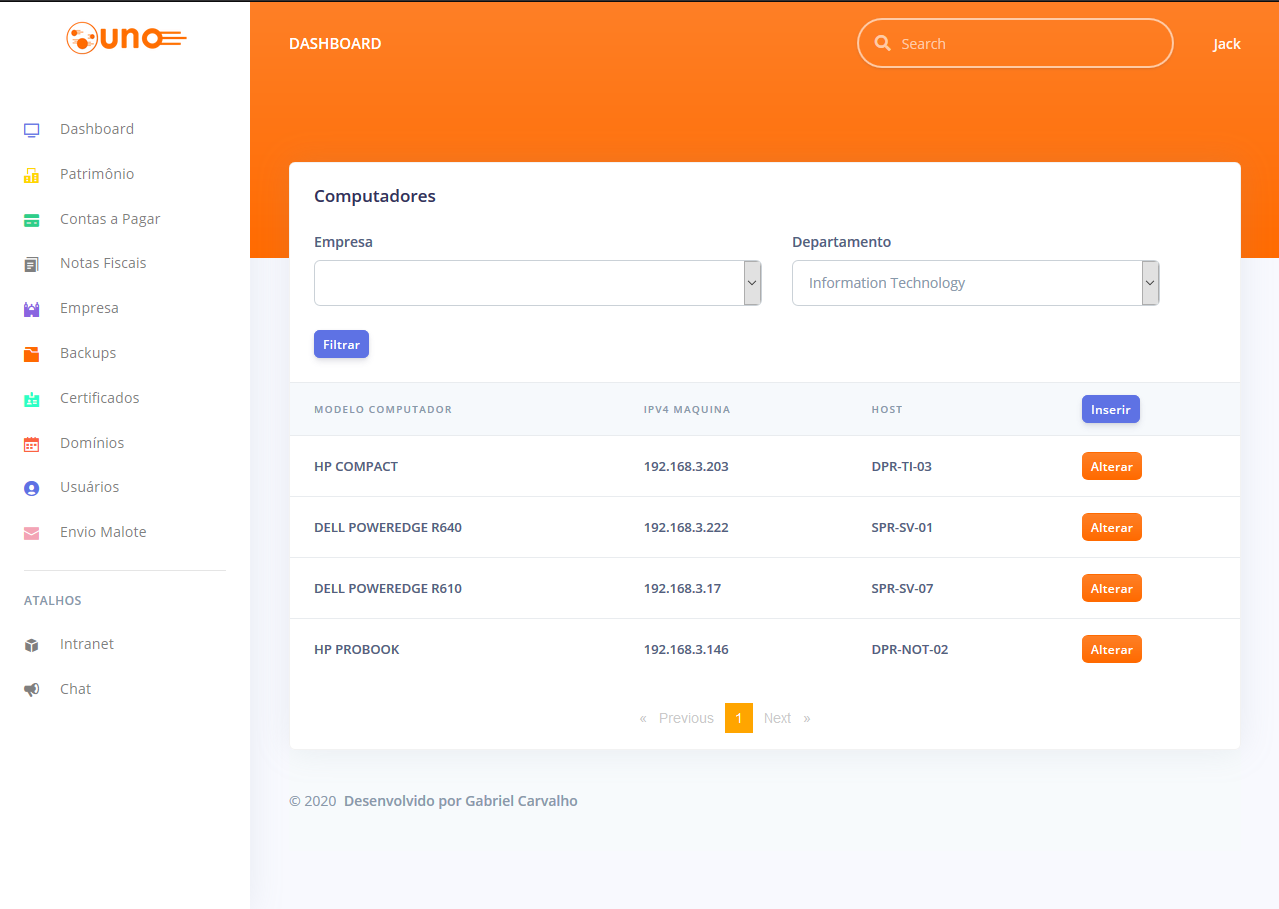 uno
DASHBOARD
Search
Jack
Dashboard
Patrimônio
Contas a Pagar
Notas Fiscais
Empresa
Backups
Certificados
Domínios
Usuários
Envio Malote
ATALHOS
Intranet
Chat
Computadores
Empresa Departamento
Information Technology
Filtrar
MODELO COMPUTADOR IPV4 MAQUINA HOST Inserir
HP COMPACT 192.168.3.203 DPR-TI-03 Alterar
DELL POWEREDGE R640 192.168.3.222 SPR-SV-01 Alterar
DELL POWEREDGE R610 192.168.3.17 SPR-SV-07 Alterar
HP PROBOOK 192.168.3.146 DPR-NOT-02 Alterar
« Previous 1 Next »
© 2020 Desenvolvido por Gabriel Carvalho